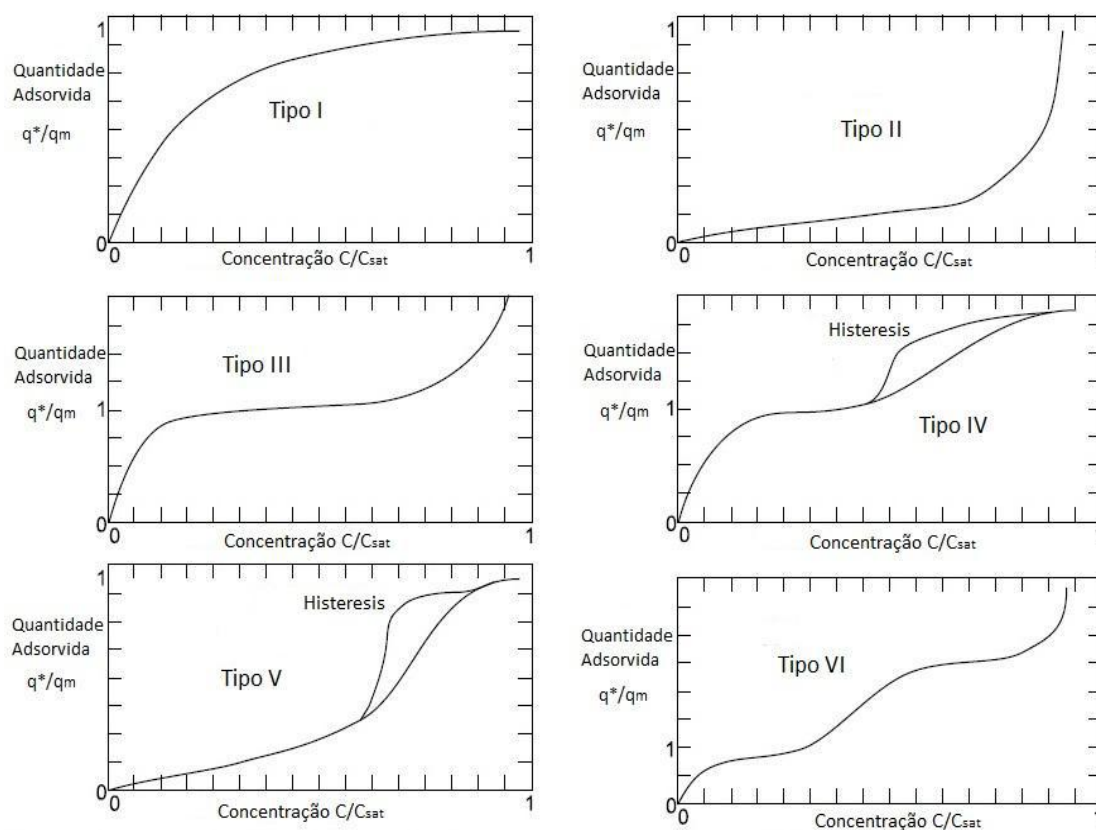 1
Quantidade
Adsorvida
q*/qm
Tipo I
0
0
1
Concentração C/Csat
1
Quantidade
Adsorvida
q*/qm
Tipo II
0
0
1
Concentração C/Csat
Quantidade
Adsorvida
q*/qm
1
Tipo III
0
0
1
Concentração C/Csat
Histeresis
Quantidade
Adsorvida
q*/qm
1
Tipo IV
0
0
1
Concentração C/Csat
1
Histeresis
Quantidade
Adsorvida
q*/qm
Tipo V
0
0
1
Concentração C/Csat
Quantidade
Adsorvida
q*/qm
Tipo VI
1
0
0
1
Concentração C/Csat